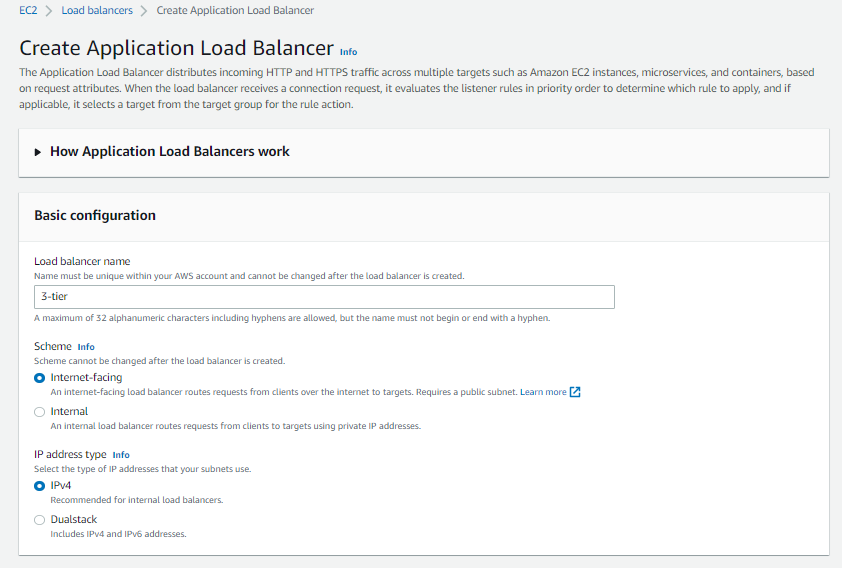 EC2 > Load balancers > Create Application Load Balancer
Create Application Load Balancer Info
The Application Load Balancer distributes incoming HTTP and HTTPS traffic across multiple targets such as Amazon EC2 instances, microservices, and containers, based
on request attributes. When the load balancer receives a connection request, it evaluates the listener rules in priority order to determine which rule to apply, and if
applicable, it selects a target from the target group for the rule action.
How Application Load Balancers work
Basic configuration
Load balancer name
Name must be unique within your AWS account and cannot be changed after the load balancer is created.
3-tier
A maximum of 32 alphanumeric characters including hyphens are allowed, but the name must not begin or end with a hyphen.
Scheme Info
Scheme cannot be changed after the load balancer is created.
Internet-facing
An internet-facing load balancer routes requests from clients over the internet to targets. Requires a public subnet. Learn more
Internal
An internal load balancer routes requests from clients to targets using private IP addresses.
IP address type Info
Select the type of IP addresses that your subnets use.
IPv4
Recommended for internal load balancers.
Dualstack
Includes IPv4 and IPv6 addresses.